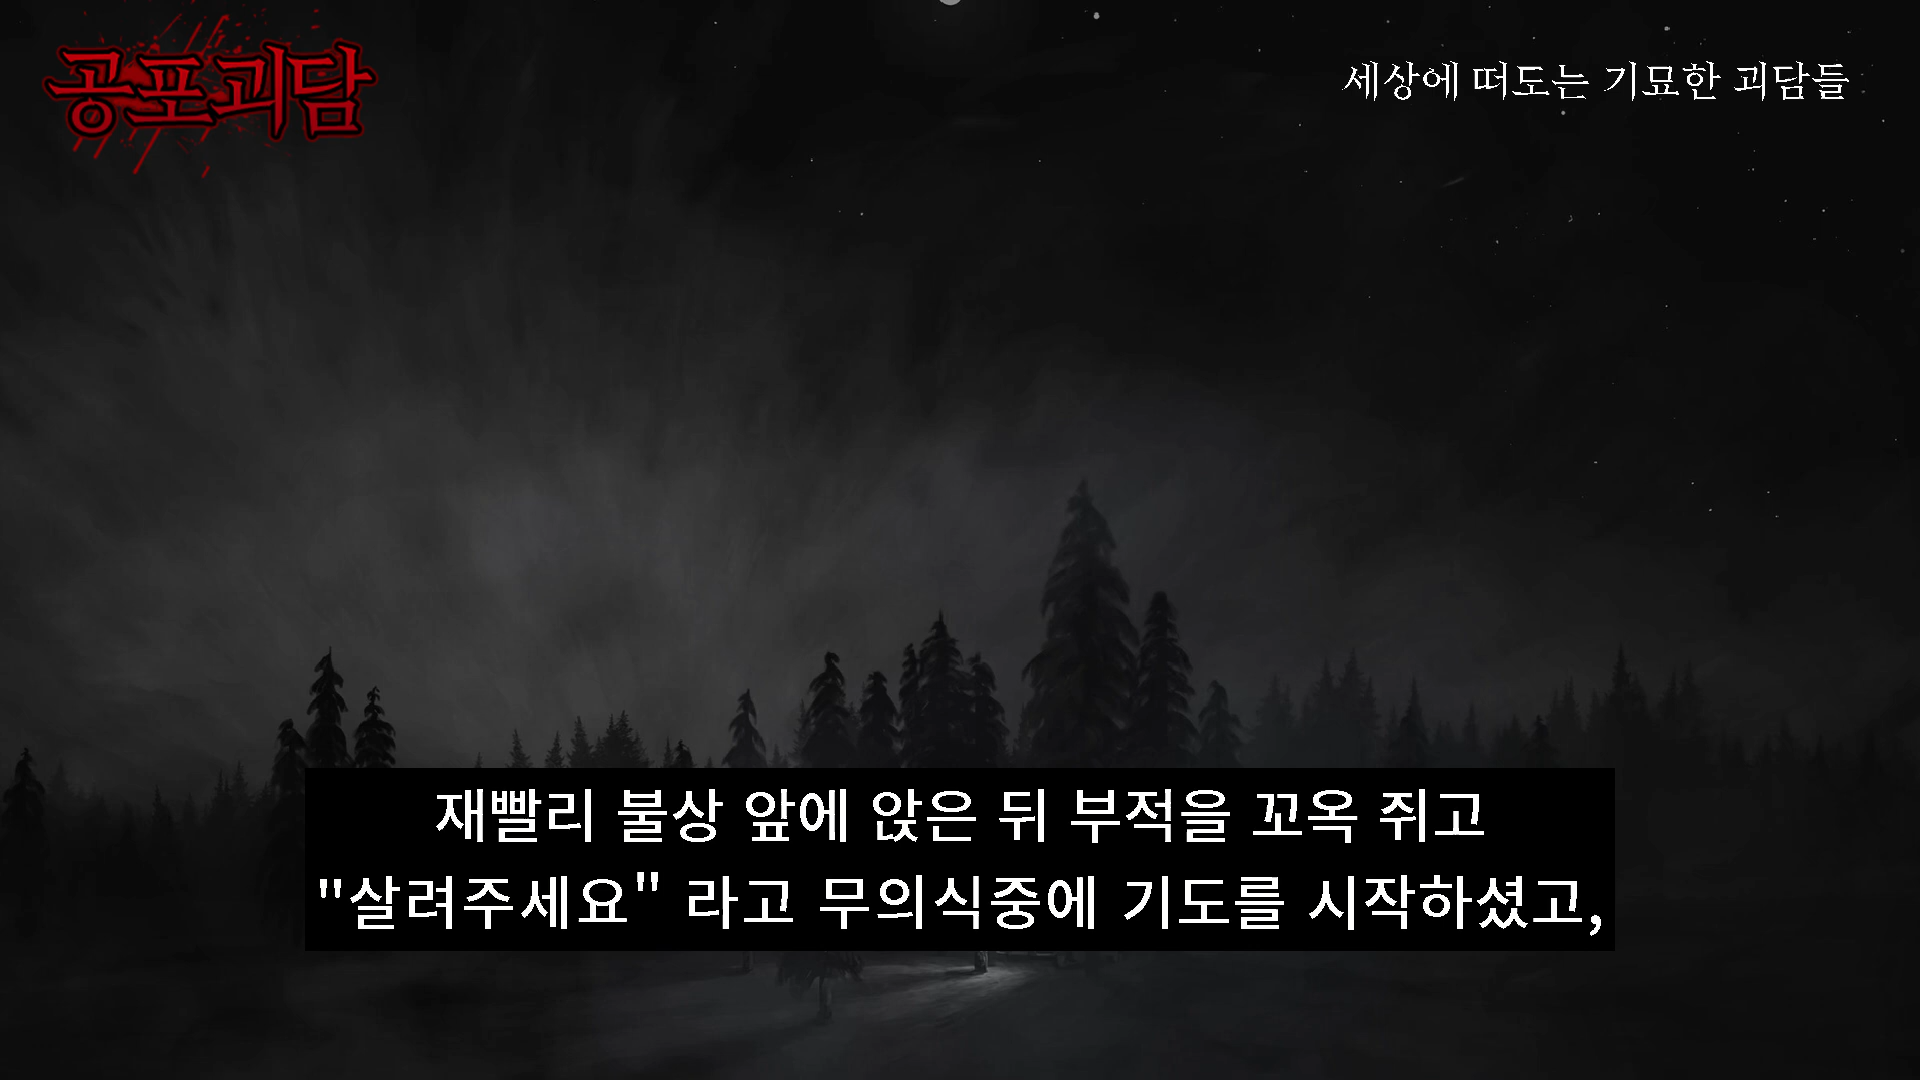 공포괴담
세상에 떠도는 기묘한 괴담들
재빨리 불상 앞에 앉은 뒤 부적을 꼬옥 쥐고
"살려주세요" 라고 무의식중에 기도를 시작하셨고,